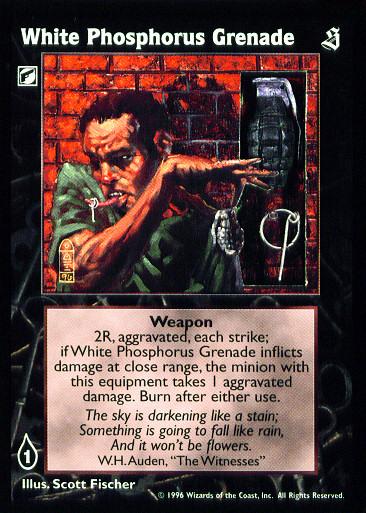 White Phosphorus Grenade
Weapon
2R, aggravated, each strike;
if White Phosphorus Grenade inflicts
damage at close range, the minion with
this equipment takes 1 aggravated
damage. Burn after either use.
The sky is darkening like a stain;
Something is going to fall like rain,
And it won't be flowers.
W.H. Auden, "The Witnesses"
1
Illus. Scott Fischer
© 1996 Wizards of the Coast, Inc. All Rights Reserved.